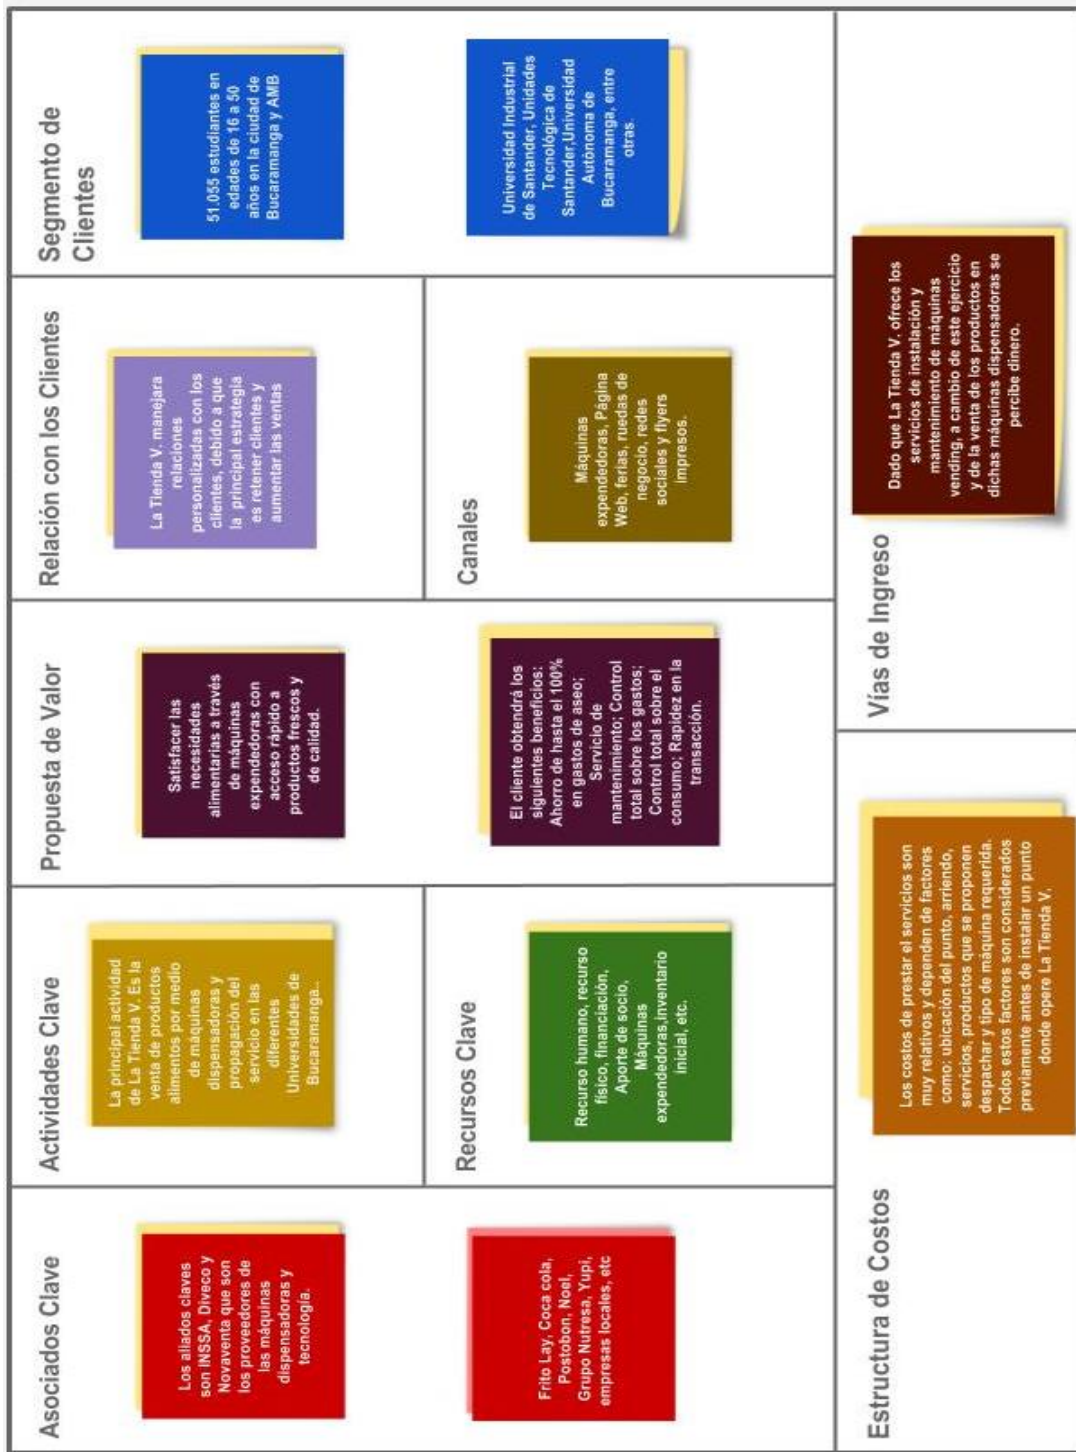 Asociados Clave
Los aliados claves
son INSSA, Diveco y
Novaventa que son
los proveedores de
las máquinas
dispensadoras y
tecnología.
Frito Lay, Coca cola,
Postobon, Noel,
Grupo Nutresa, Yupi,
empresas locales, etc
Actividades Clave
La principal actividad
de La Tienda V. Es la
venta de productos
alimentos por medio
de máquinas
dispensadoras y
propagación del
servicio en las
diferentes
Universidades de
Bucaramanga..
Recursos Clave
Recurso humano, recurso
físico, financiación,
Aporte de socio,
Máquinas
expendedoras,inventario
inicial, etc.
Propuesta de Valor
Satisfacer las
necesidades
alimentarias a través
de máquinas
expendedoras con
acceso rápido a
productos frescos y
de calidad.
El cliente obtendrá los
siguientes beneficios:
Ahorro de hasta el 100%
en gastos de aseo;
Servicio de
mantenimiento; Control
total sobre los gastos;
Control total sobre el
consumo; Rapidez en la
transacción.
Relación con los Clientes
La Tienda V. manejara
relaciones
personalizadas con los
clientes, debido a que
la principal estrategia
es retener clientes y
aumentar las ventas
Canales
Máquinas
expendedoras, Página
Web, ferias, ruedas de
negocio, redes
sociales y flyers
impresos.
Segmento de
Clientes
51.055 estudiantes en
edades de 16 a 50
años en la ciudad de
Bucaramanga y AMB
Universidad Industrial
de Santander, Unidades
Tecnológica de
Santander,Universidad
Autónoma de
Bucaramanga, entre
otras.
Estructura de Costos
Los costos de prestar el servicios son
muy relativos y dependen de factores
como; ubicación del punto, arriendo,
servicios, productos que se proponen
despachar y tipo de máquina requerida.
Todos estos factores son considerados
previamente antes de instalar un punto
donde opere La Tienda V.
Vías de Ingreso
Dado que La Tienda V. ofrece los
servicios de instalación y
mantenimiento de máquinas
vending, a cambio de este ejercicio
y de la venta de los productos en
dichas máquinas dispensadoras se
percibe dinero.